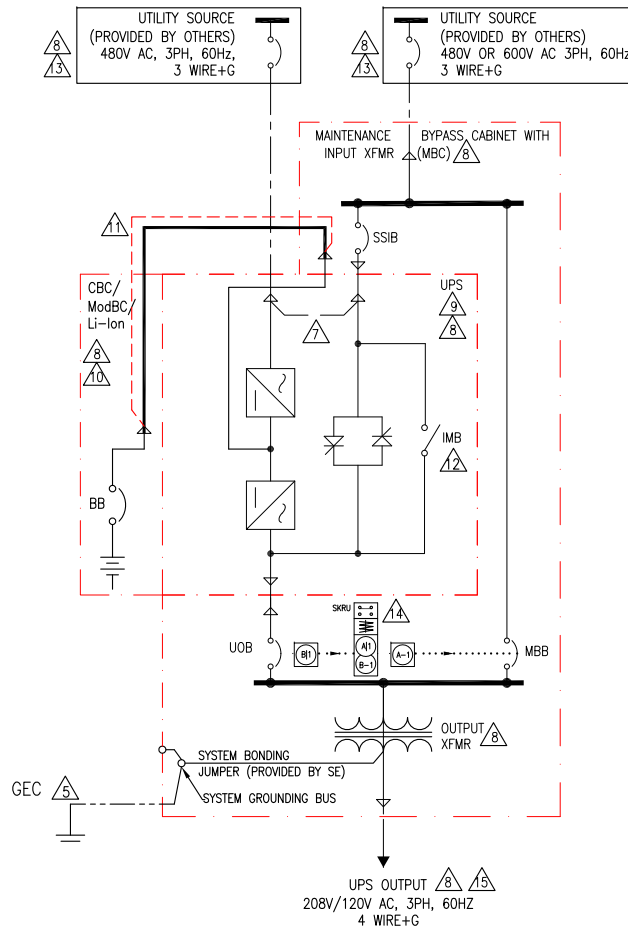 UTILITY SOURCE
(PROVIDED BY OTHERS)
480V AC, 3PH, 60Hz,
3 WIRE+G
8
13
UTILITY SOURCE
(PROVIDED BY OTHERS)
480V OR 600V AC 3PH, 60Hz
3 WIRE+G
8
13
MAINTENANCE BYPASS CABINET WITH
INPUT XFMR (MBC) 8
11
SSIB
CBC/
ModBC/
Li-Ion
8
10
UPS
9
8
7
IMB
12
BB
SKRU
14
UOB
B|1
A|1
B-1
A-1
MBB
OUTPUT
XFMR
8
SYSTEM BONDING
JUMPER (PROVIDED BY SE)
SYSTEM GROUNDING BUS
GEC 5
UPS OUTPUT 8 15
208V/120V AC, 3PH, 60HZ
4 WIRE+G